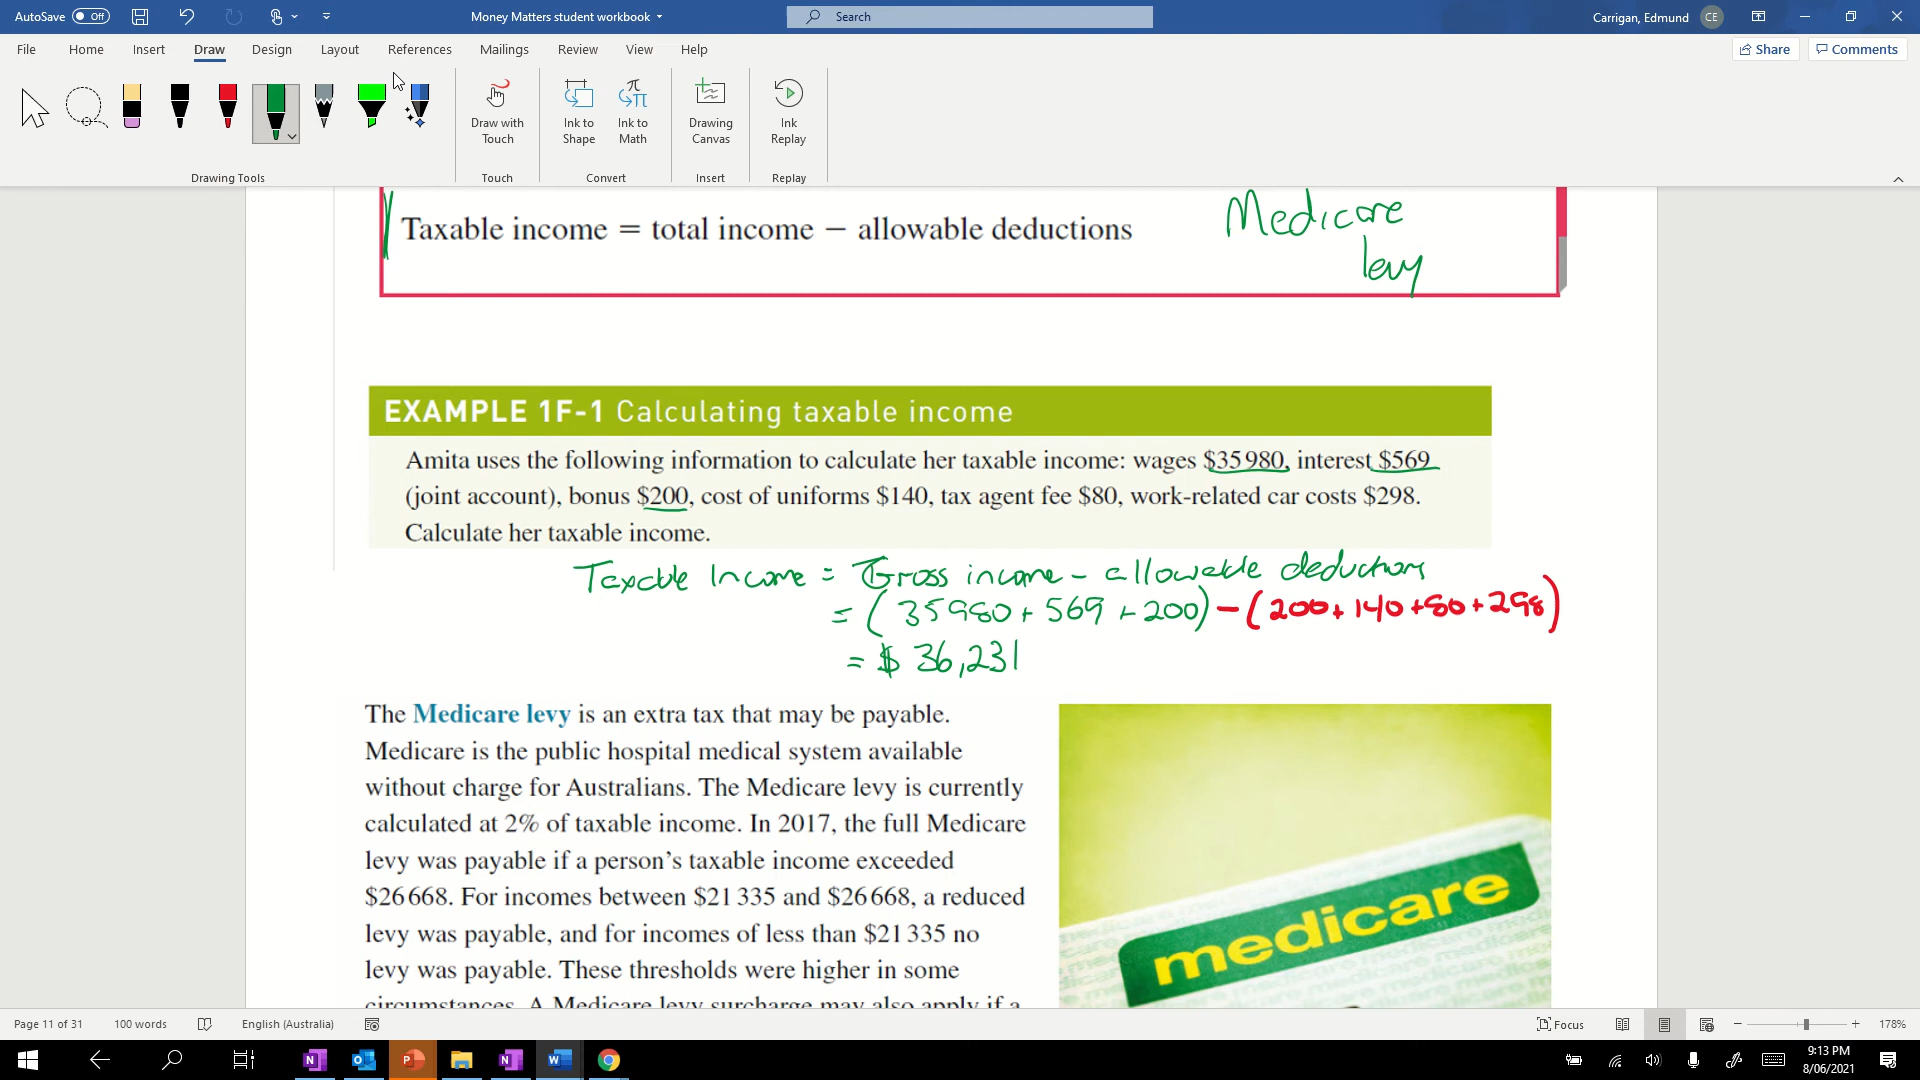 AutoSave Off
Money Matters student workbook
Search
Carrigan, Edmund CE
File Home Insert Draw Design Layout References Mailings Review View Help
Share Comments
Draw with Touch
Ink to Shape
Ink to Math
Drawing Canvas
Ink Replay
Drawing Tools Touch Convert Insert Replay
Taxable income = total income − allowable deductions
Medicare
levy
EXAMPLE 1F-1 Calculating taxable income
Amita uses the following information to calculate her taxable income: wages $35 980, interest $569
(joint account), bonus $200, cost of uniforms $140, tax agent fee $80, work-related car costs $298.
Calculate her taxable income.
Taxable Income = Gross income - allowable deductions
= (35980 + 569 + 200) - (200 + 140 + 80 + 298)
= $ 36,231
The Medicare levy is an extra tax that may be payable.
Medicare is the public hospital medical system available
without charge for Australians. The Medicare levy is currently
calculated at 2% of taxable income. In 2017, the full Medicare
levy was payable if a person's taxable income exceeded
$26 668. For incomes between $21 335 and $26 668, a reduced
levy was payable, and for incomes of less than $21 335 no
levy was payable. These thresholds were higher in some
circumstances. A Medicare levy surcharge may also apply if a
medicare
Page 11 of 31 100 words English (Australia) Focus 178%
9:13 PM
8/06/2021